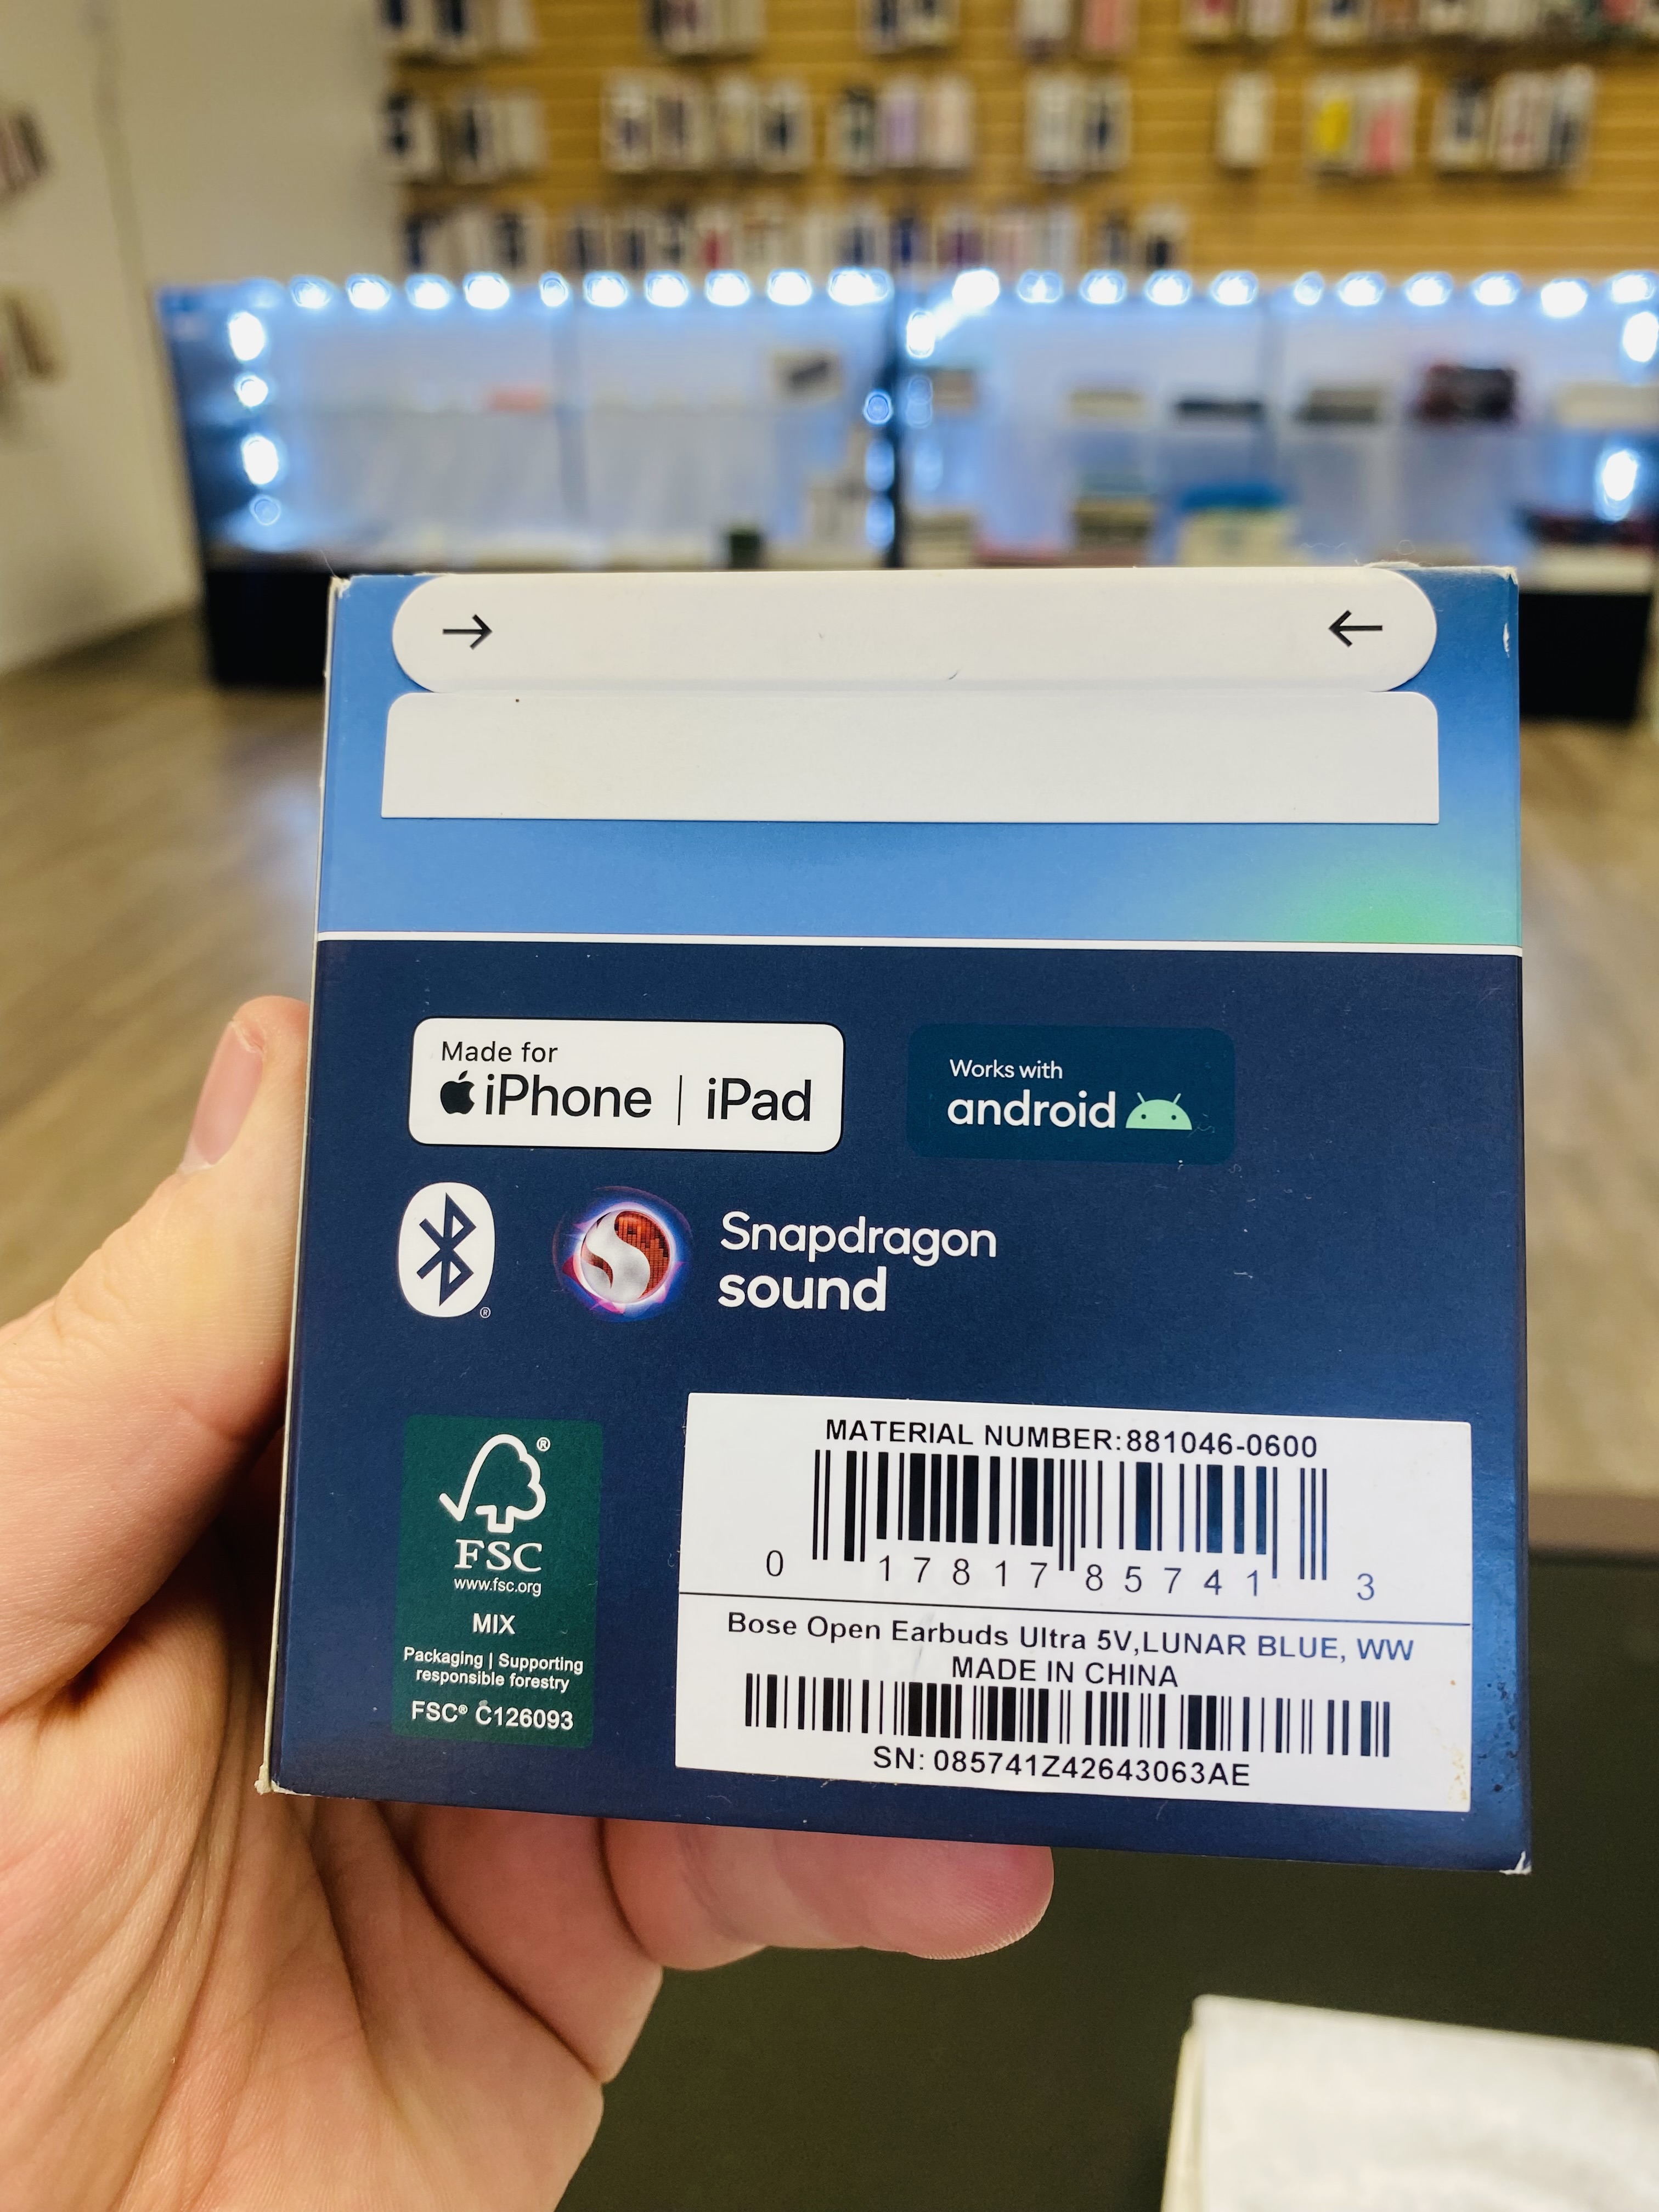 → ←
Made for
iPhone | iPad
Works with
android
Snapdragon
sound
®
®
FSC
www.fsc.org
MIX
Packaging | Supporting
responsible forestry
FSC® C126093
MATERIAL NUMBER:881046-0600
0 17817 85741 3
Bose Open Earbuds Ultra 5V,LUNAR BLUE, WW
MADE IN CHINA
SN: 085741Z42643063AE